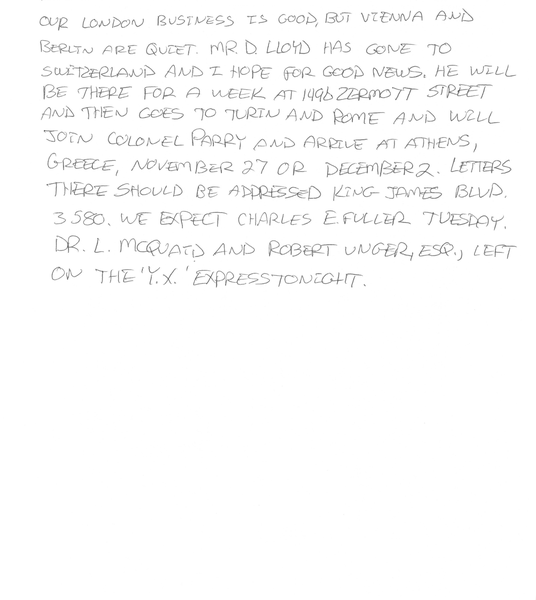 OUR LONDON BUSINESS IS GOOD, BUT VIENNA AND
BERLIN ARE QUIET. MR. D. LLOYD HAS GONE TO
SWITZERLAND AND I HOPE FOR GOOD NEWS. HE WILL
BE THERE FOR A WEEK AT 1496 ZERMOTT STREET
AND THEN GOES TO TURIN AND ROME AND WILL
JOIN COLONEL PARRY AND ARRIVE AT ATHENS,
GREECE, NOVEMBER 27 OR DECEMBER 2. LETTERS
THERE SHOULD BE ADDRESSED KING JAMES BLVD.
3580. WE EXPECT CHARLES E. FULLER TUESDAY.
DR. L. MCQUAID AND ROBERT UNGER, ESQ., LEFT
ON THE 'Y.X.' EXPRESS TONIGHT.